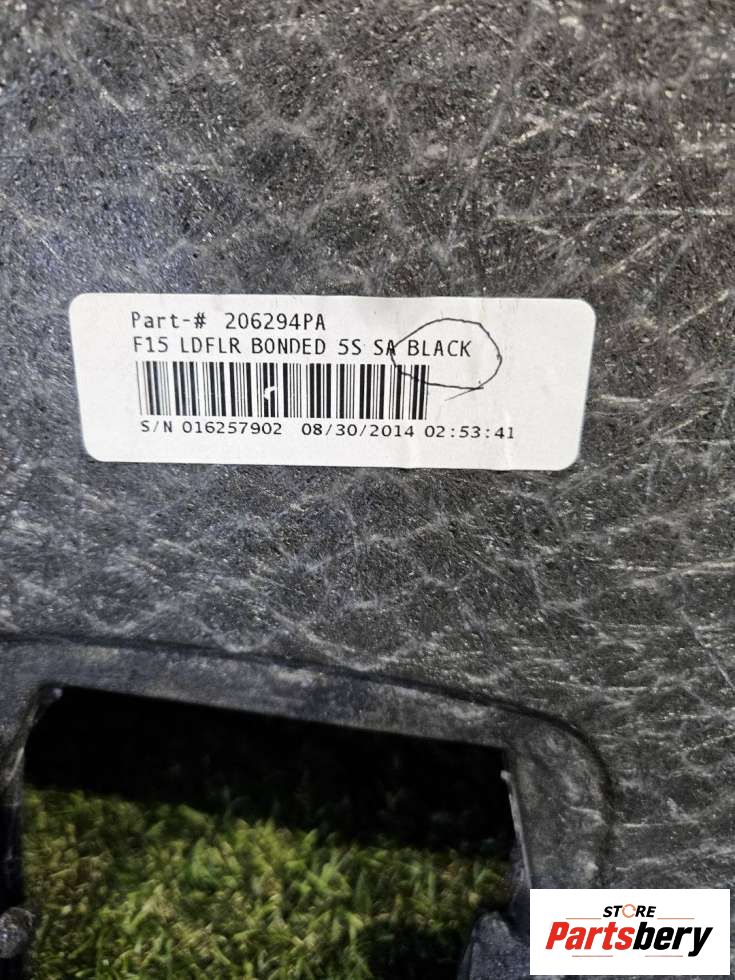 Part-# 206294PA
F15 LDFLR BONDED 5S SA BLACK
S/N 016257902 08/30/2014 02:53:41
STORE
Partsbery